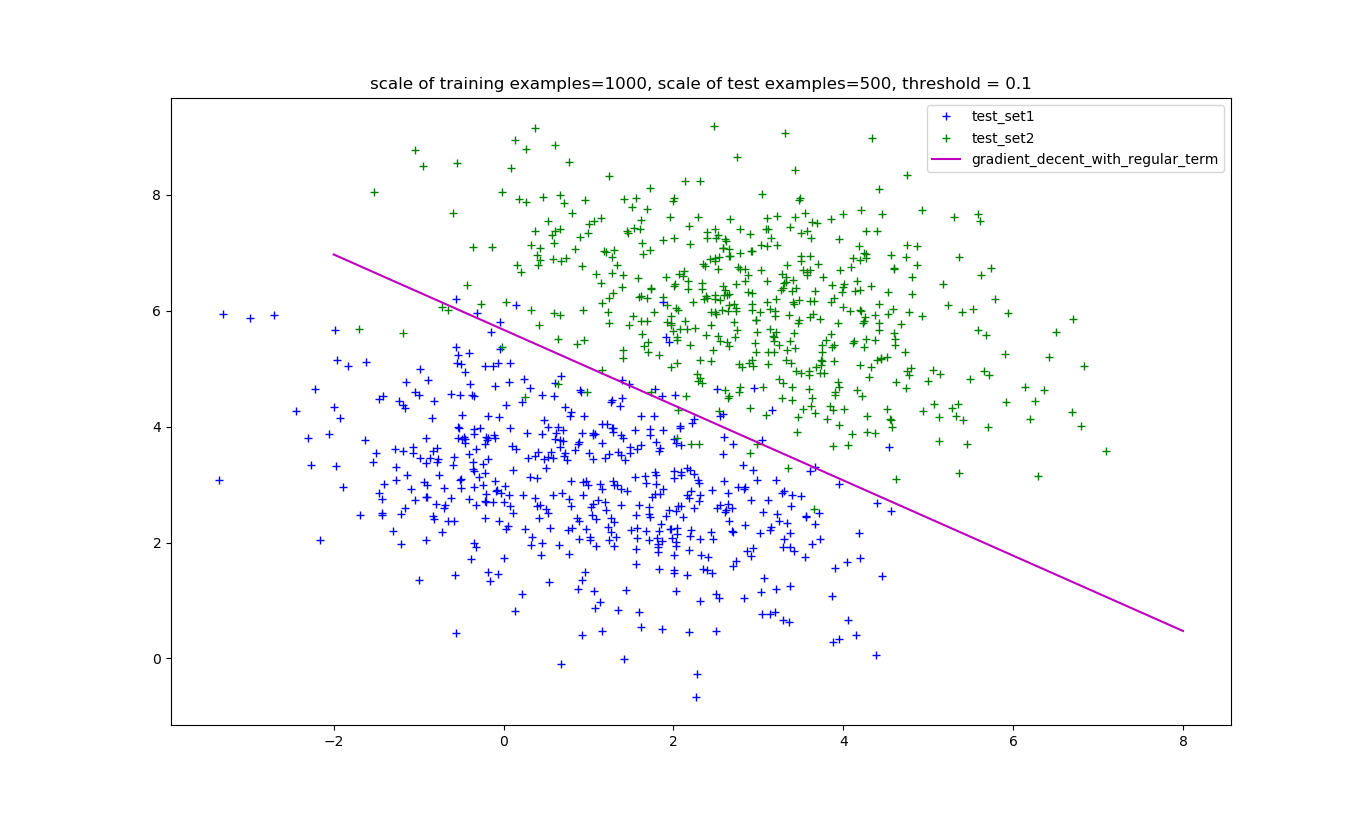 scale of training examples=1000, scale of test examples=500, threshold = 0.1
test_set1
test_set2
gradient_decent_with_regular_term
8
6
4
2
0
−2 0 2 4 6 8